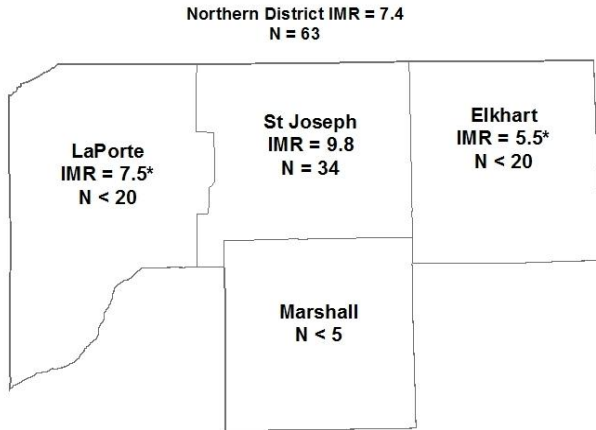 Northern District IMR = 7.4
N = 63
LaPorte
IMR = 7.5*
N < 20
St Joseph
IMR = 9.8
N = 34
Elkhart
IMR = 5.5*
N < 20
Marshall
N < 5